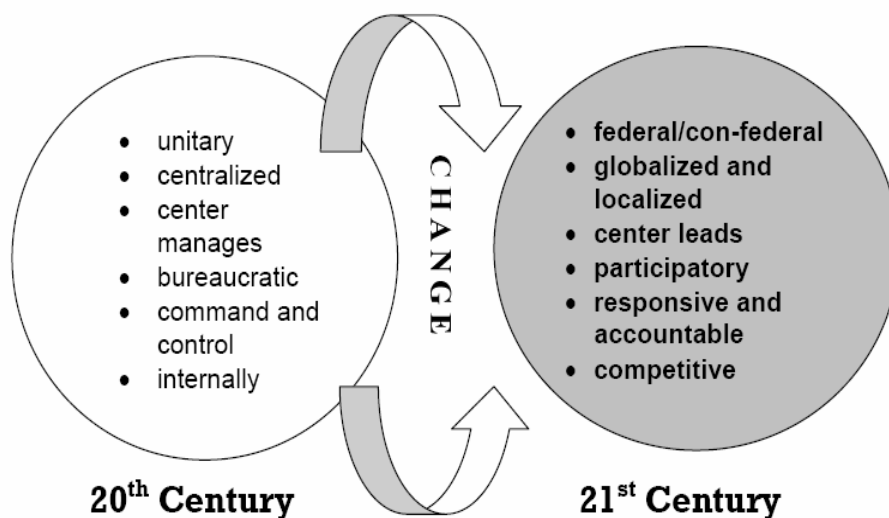 • unitary
• centralized
• center
manages
• bureaucratic
• command and
control
• internally
CHANGE
• federal/con-federal
• globalized and
localized
• center leads
• participatory
• responsive and
accountable
• competitive
20th Century
21st Century